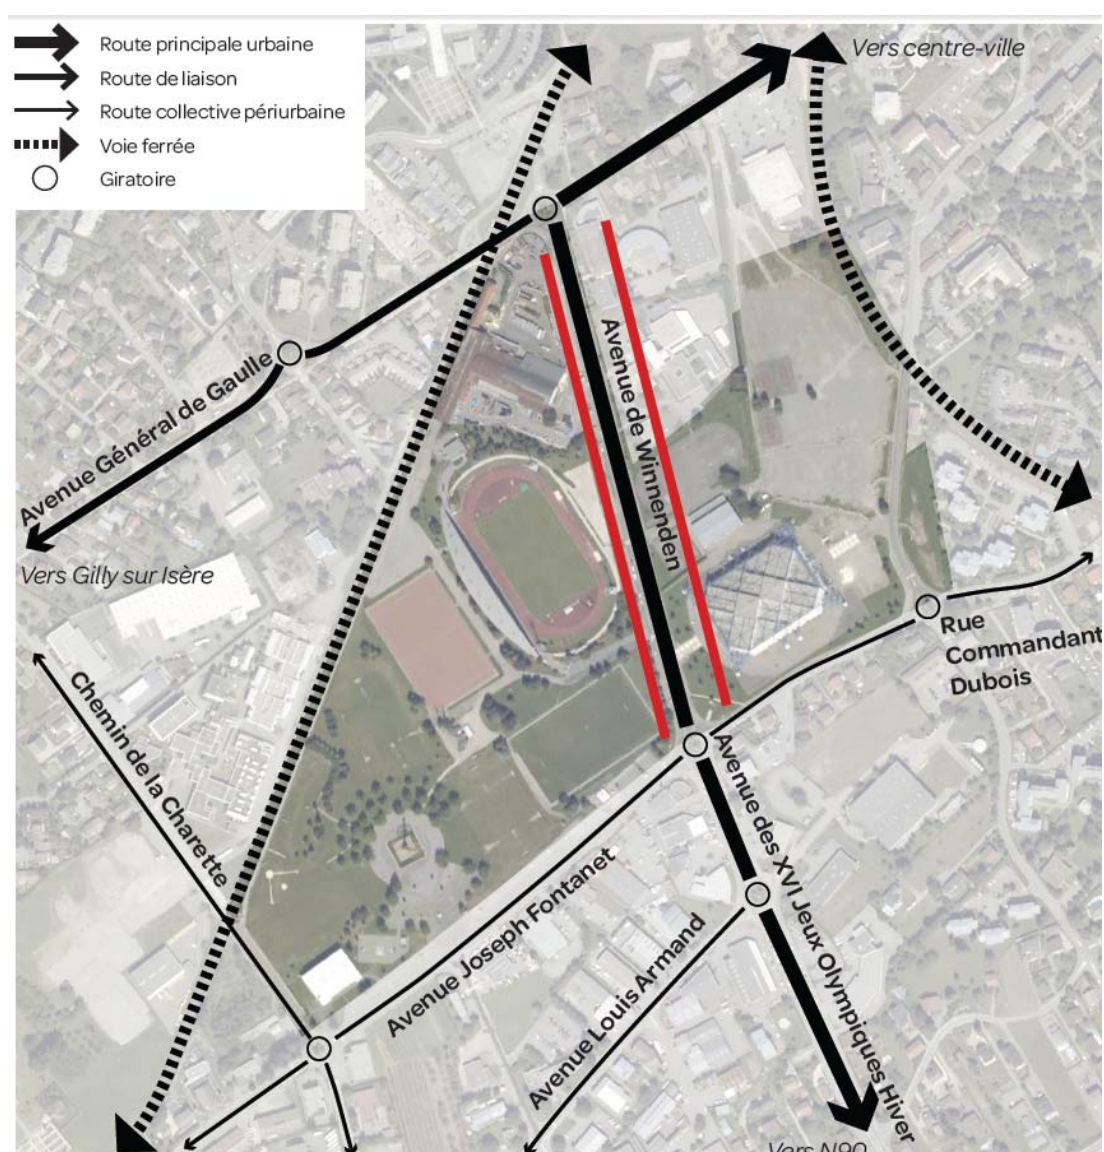 Route principale urbaine
Route de liaison
Route collective périurbaine
Voie ferrée
Giratoire
Vers centre-ville
Avenue Général de Gaulle
Vers Gilly sur Isère
Avenue de Winnenden
Rue
Commandant
Dubois
Chemin de la Charette
Avenue des XVI Jeux Olympiques Hiver
Avenue Joseph Fontanet
Avenue Louis Armand
Vers N90